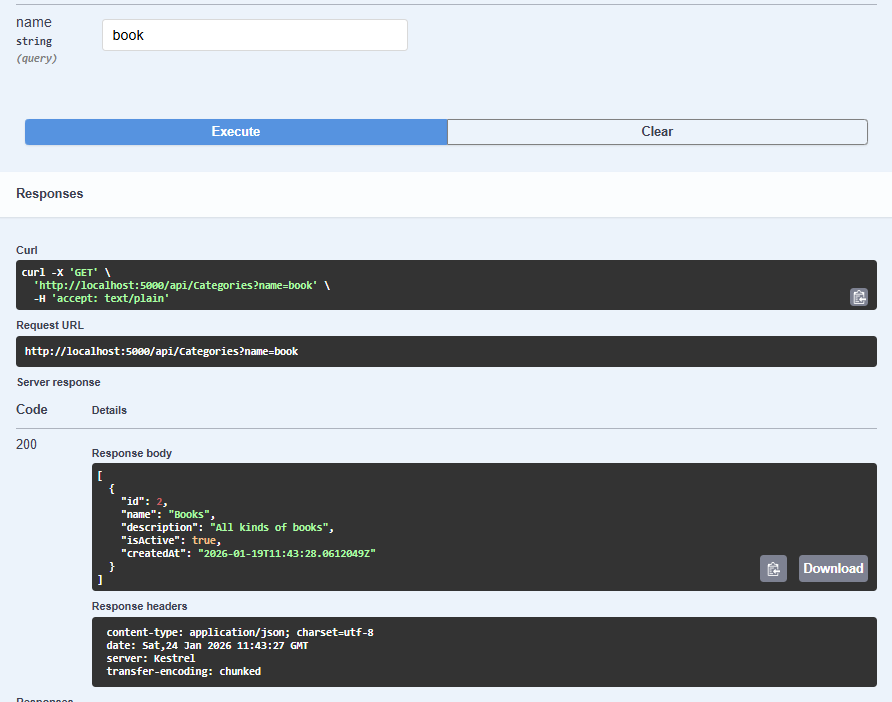 name
string
(query)
book
Execute
Clear
Responses
Curl
curl -X 'GET' \
'http://localhost:5000/api/Categories?name=book' \
-H 'accept: text/plain'
Request URL
http://localhost:5000/api/Categories?name=book
Server response
Code
Details
200
Response body
[
{
"id": 2,
"name": "Books",
"description": "All kinds of books",
"isActive": true,
"createdAt": "2026-01-19T11:43:28.0612049Z"
}
]
Download
Response headers
content-type: application/json; charset=utf-8
date: Sat,24 Jan 2026 11:43:27 GMT
server: Kestrel
transfer-encoding: chunked
Responses